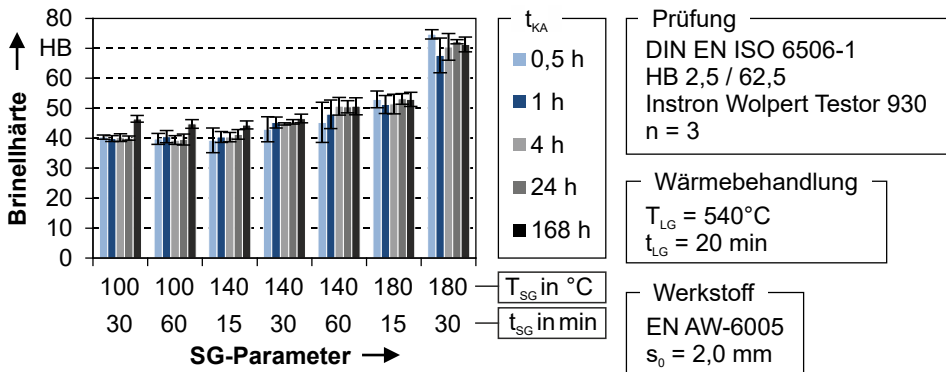 80
HB
60
50
40
30
20
10
0
Brinellhärte
100 100 140 140 140 180 180
T_SG in °C
30 60 15 30 60 15 30
t_SG in min
SG-Parameter
t_KA
0,5 h
1 h
4 h
24 h
168 h
Prüfung
DIN EN ISO 6506-1
HB 2,5 / 62,5
Instron Wolpert Testor 930
n = 3
Wärmebehandlung
T_LG = 540°C
t_LG = 20 min
Werkstoff
EN AW-6005
s_0 = 2,0 mm